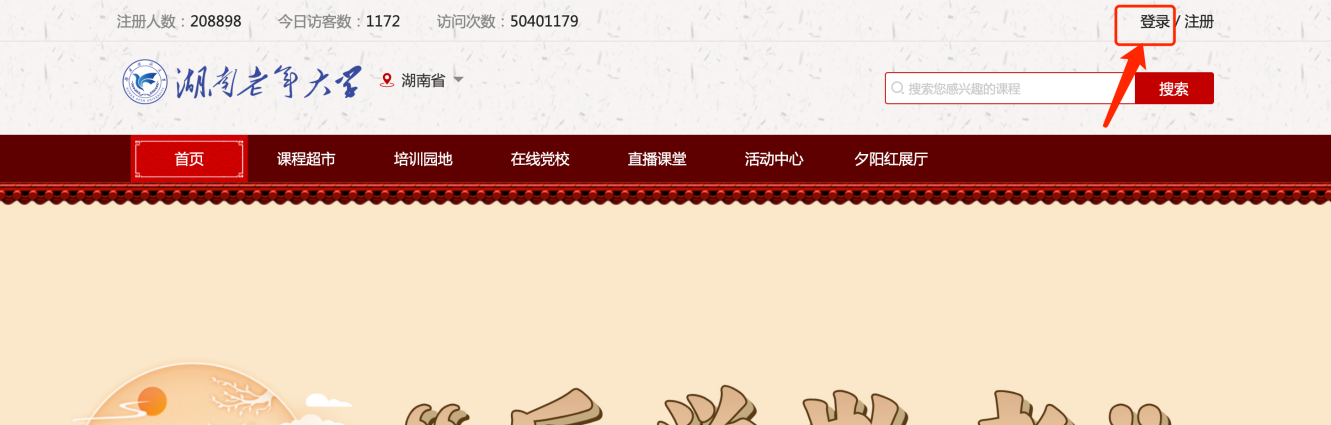 注册人数：208898 今日访客数：1172 访问次数：50401179 登录 / 注册
湖南老年大学 湖南省 搜索您感兴趣的课程 搜索
首页 课程超市 培训园地 在线党校 直播课堂 活动中心 夕阳红展厅